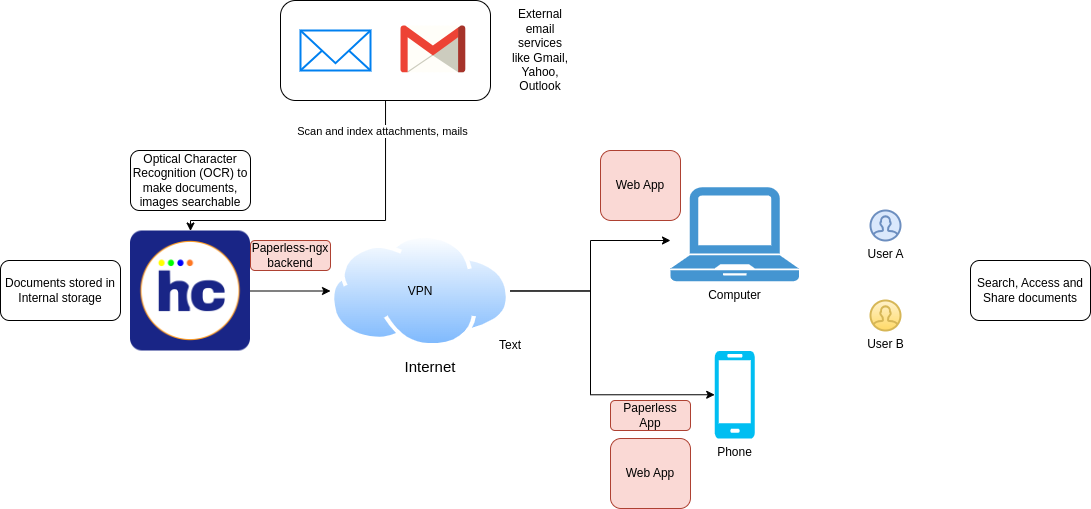 External
email
services
like Gmail,
Yahoo,
Outlook
Scan and index attachments, mails
Optical Character
Recognition (OCR) to
make documents,
images searchable
Web App
Paperless-ngx
backend
User A
Documents stored in
Internal storage
hc
VPN
Computer
Search, Access and
Share documents
User B
Text
Internet
Paperless
App
Phone
Web App